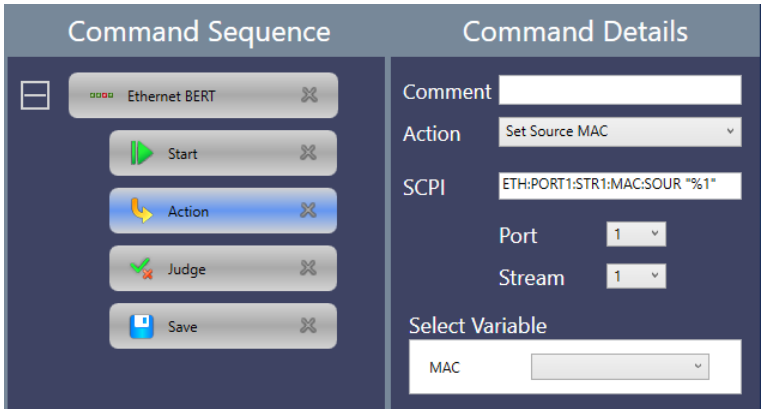 Command Sequence
Ethernet BERT
Start
Action
Judge
Save
Command Details
Comment
Action Set Source MAC
SCPI ETH:PORT1:STR1:MAC:SOUR "%1"
Port 1
Stream 1
Select Variable
MAC